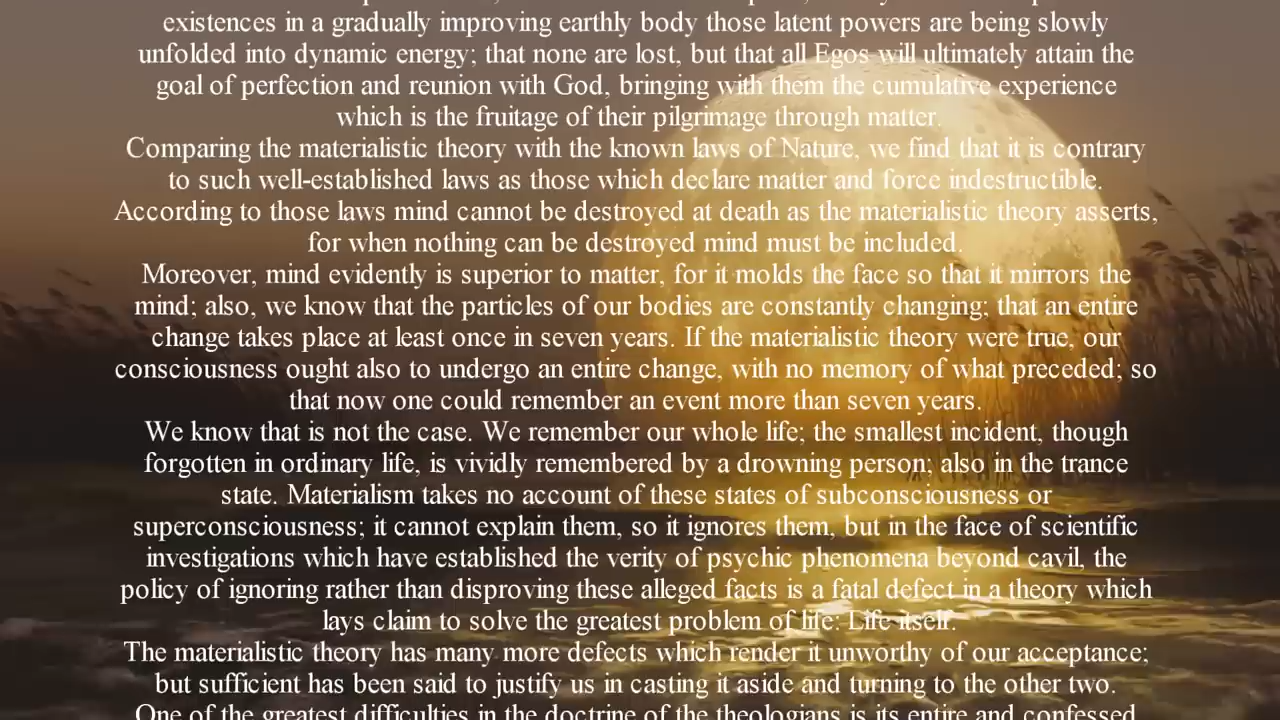 existences in a gradually improving earthly body those latent powers are being slowly
unfolded into dynamic energy; that none are lost, but that all Egos will ultimately attain the
goal of perfection and reunion with God, bringing with them the cumulative experience
which is the fruitage of their pilgrimage through matter.
Comparing the materialistic theory with the known laws of Nature, we find that it is contrary
to such well-established laws as those which declare matter and force indestructible.
According to those laws mind cannot be destroyed at death as the materialistic theory asserts,
for when nothing can be destroyed mind must be included.
Moreover, mind evidently is superior to matter, for it molds the face so that it mirrors the
mind; also, we know that the particles of our bodies are constantly changing; that an entire
change takes place at least once in seven years. If the materialistic theory were true, our
consciousness ought also to undergo an entire change, with no memory of what preceded; so
that now one could remember an event more than seven years.
We know that is not the case. We remember our whole life; the smallest incident, though
forgotten in ordinary life, is vividly remembered by a drowning person; also in the trance
state. Materialism takes no account of these states of subconsciousness or
superconsciousness; it cannot explain them, so it ignores them, but in the face of scientific
investigations which have established the verity of psychic phenomena beyond cavil, the
policy of ignoring rather than disproving these alleged facts is a fatal defect in a theory which
lays claim to solve the greatest problem of life: Life itself.
The materialistic theory has many more defects which render it unworthy of our acceptance;
but sufficient has been said to justify us in casting it aside and turning to the other two.
One of the greatest difficulties in the doctrine of the theologians is its entire and confessed